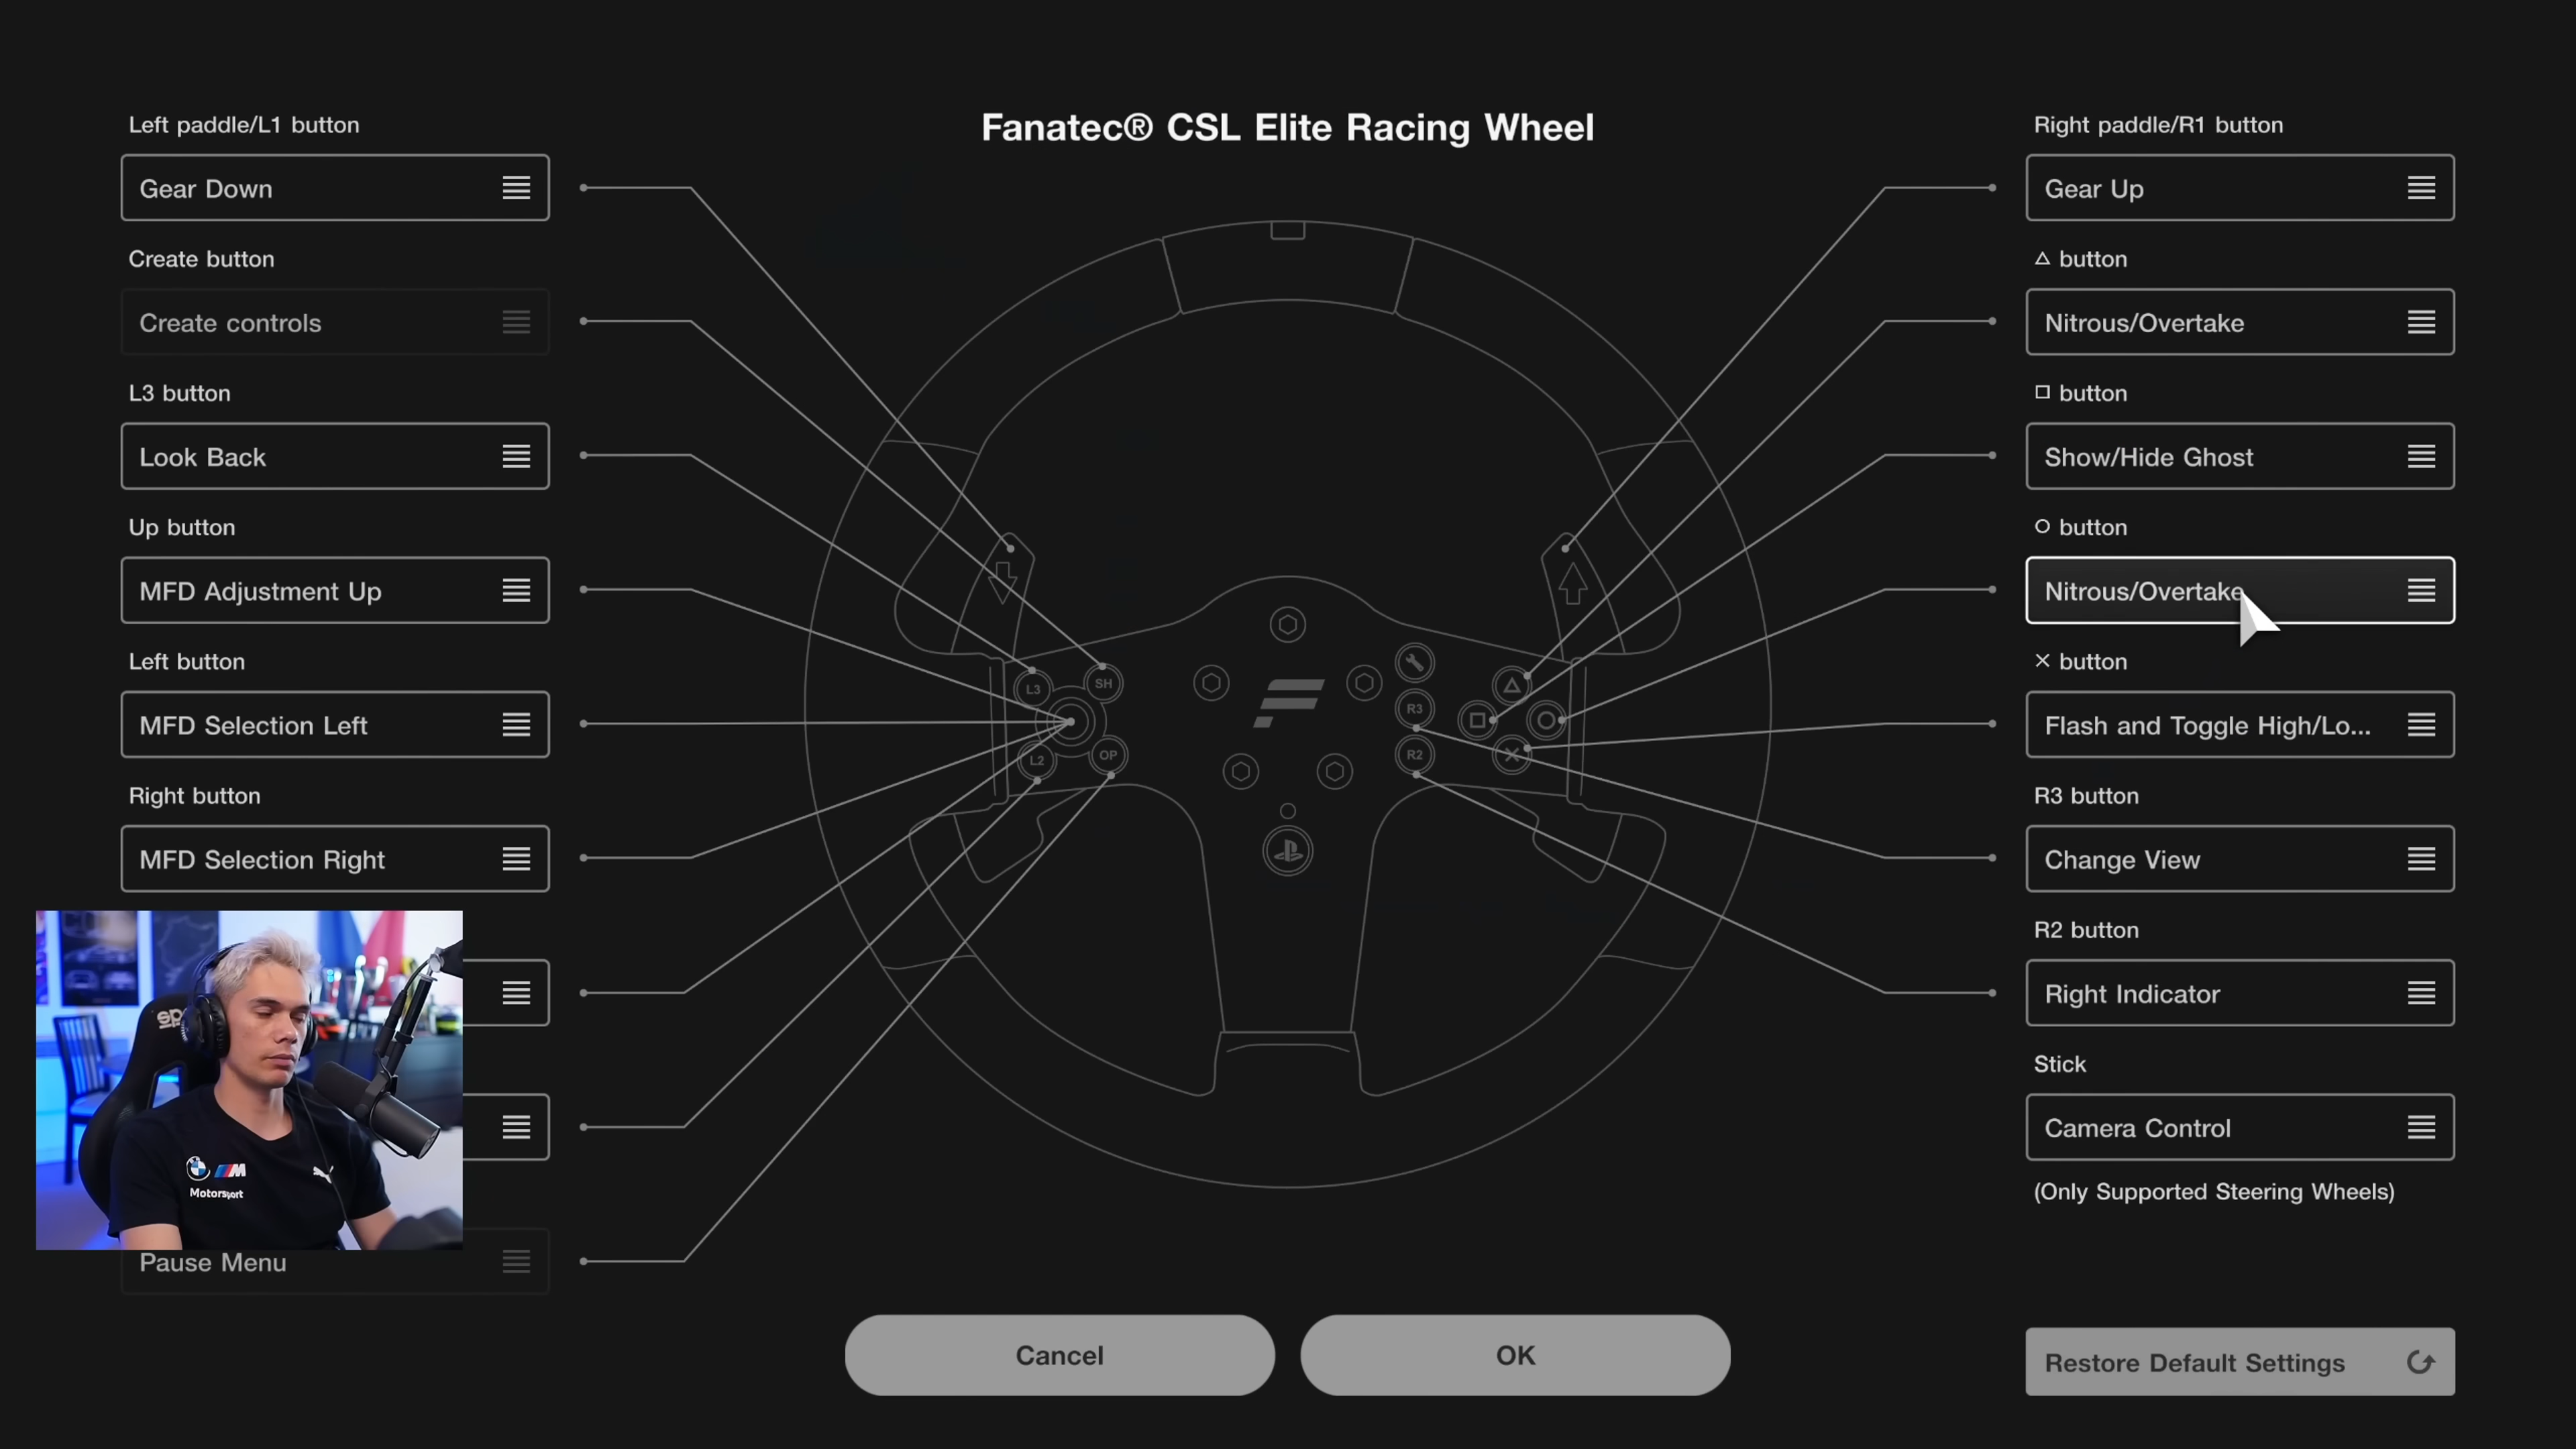 Fanatec® CSL Elite Racing Wheel
Left paddle/L1 button
Gear Down
Create button
Create controls
L3 button
Look Back
Up button
MFD Adjustment Up
Left button
MFD Selection Left
Right button
MFD Selection Right
Pause Menu
L3
SH
L2
OP
R3
R2
Motorsport
Right paddle/R1 button
Gear Up
△ button
Nitrous/Overtake
□ button
Show/Hide Ghost
○ button
Nitrous/Overtake
✕ button
Flash and Toggle High/Lo...
R3 button
Change View
R2 button
Right Indicator
Stick
Camera Control
(Only Supported Steering Wheels)
Cancel
OK
Restore Default Settings